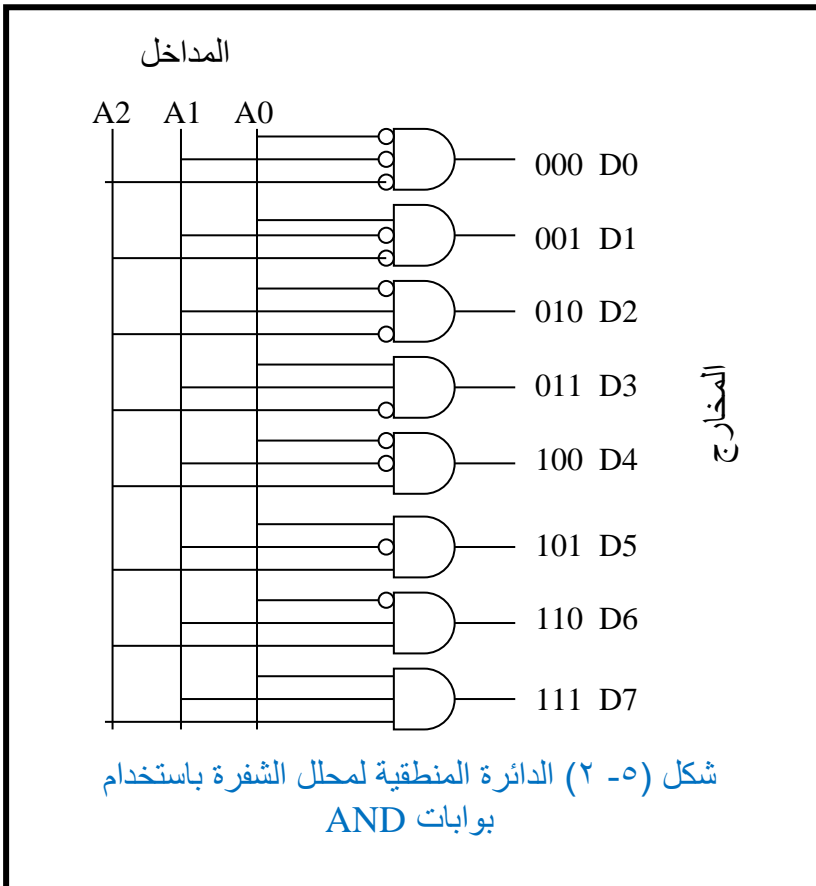 المداخل
A2 A1 A0
000 D0
001 D1
010 D2
011 D3
100 D4
101 D5
110 D6
111 D7
المخارج
شكل (٥- ٢) الدائرة المنطقية لمحلل الشفرة باستخدام
بوابات AND